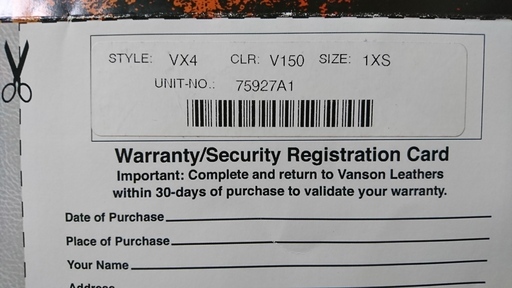 STYLE: VX4 CLR: V150 SIZE: 1XS
UNIT-NO.: 75927A1
Warranty/Security Registration Card
Important: Complete and return to Vanson Leathers
within 30-days of purchase to validate your warranty.
Date of Purchase
Place of Purchase
Your Name
Address